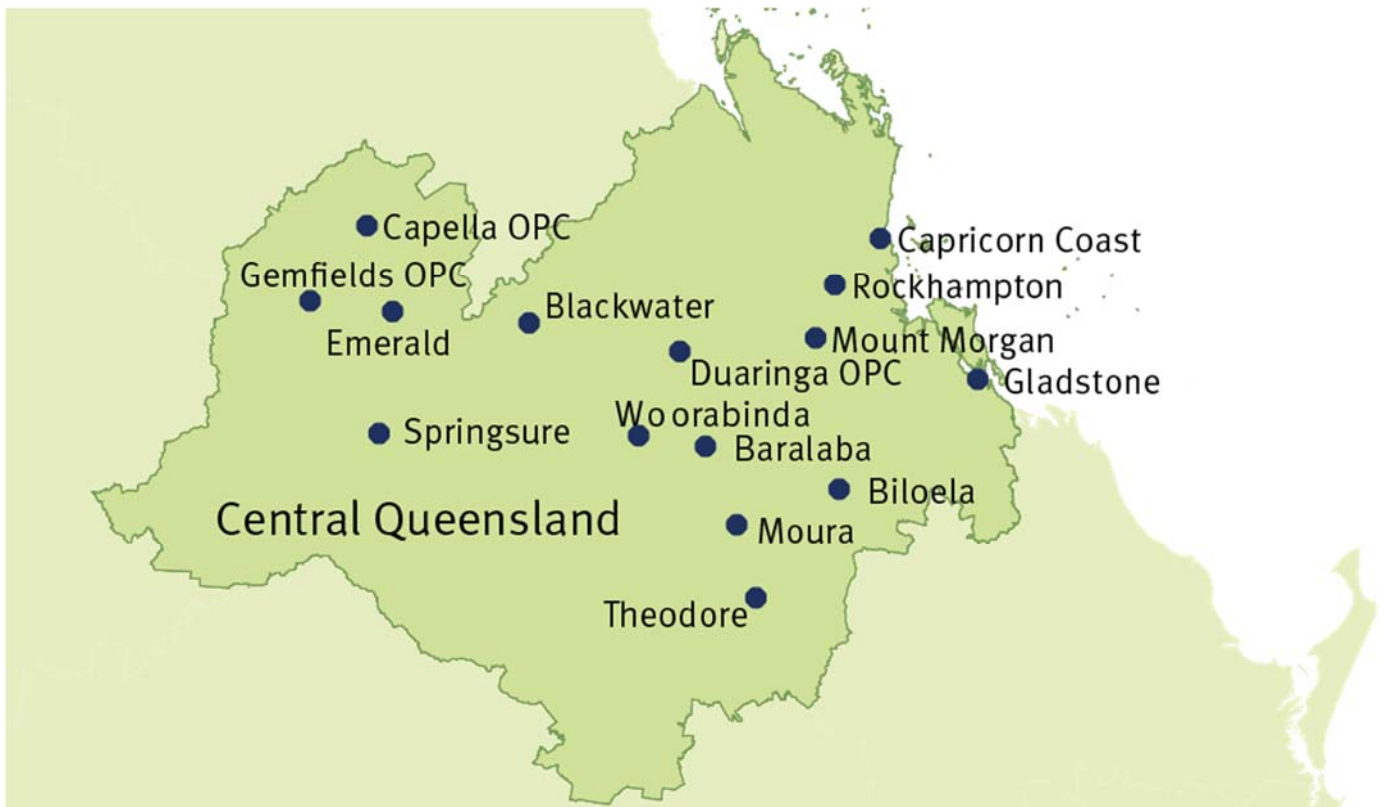 Capella OPC
Capricorn Coast
Gemfields OPC
Rockhampton
Blackwater
Emerald
Mount Morgan
Duaringa OPC
Gladstone
Woorabinda
Springsure
Baralaba
Biloela
Central Queensland
Moura
Theodore